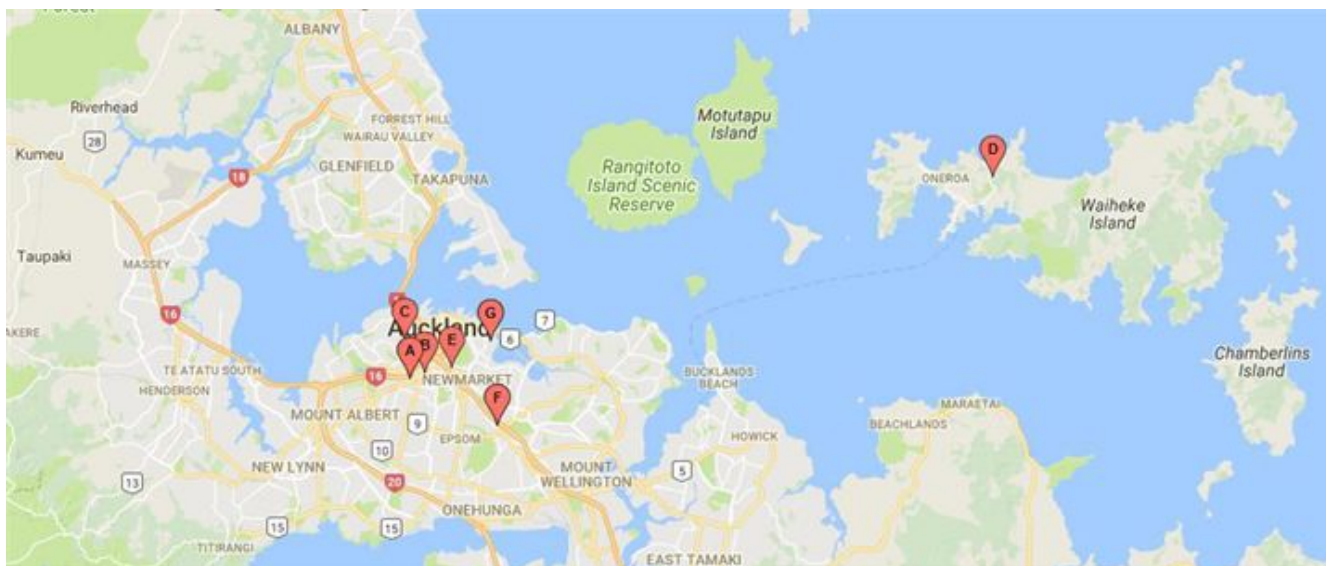 ALBANY
Riverhead
28
Kumeu
FORREST HILL
WAIRAU VALLEY
GLENFIELD
TAKAPUNA
18
Motutapu
Island
Rangitoto
Island Scenic
Reserve
D
ONEROA
Waiheke
Island
Taupaki
MASSEY
16
C
Auckland
G
7
6
A
B
E
TE ATATU SOUTH
16
NEWMARKET
HENDERSON
MOUNT ALBERT
F
9
EPSOM
10
BUCKLANDS
BEACH
Chamberlins
Island
MARAETAI
BEACHLANDS
HOWICK
NEW LYNN
MOUNT
WELLINGTON
5
13
20
ONEHUNGA
15
15
TITIRANGI
EAST TAMAKI